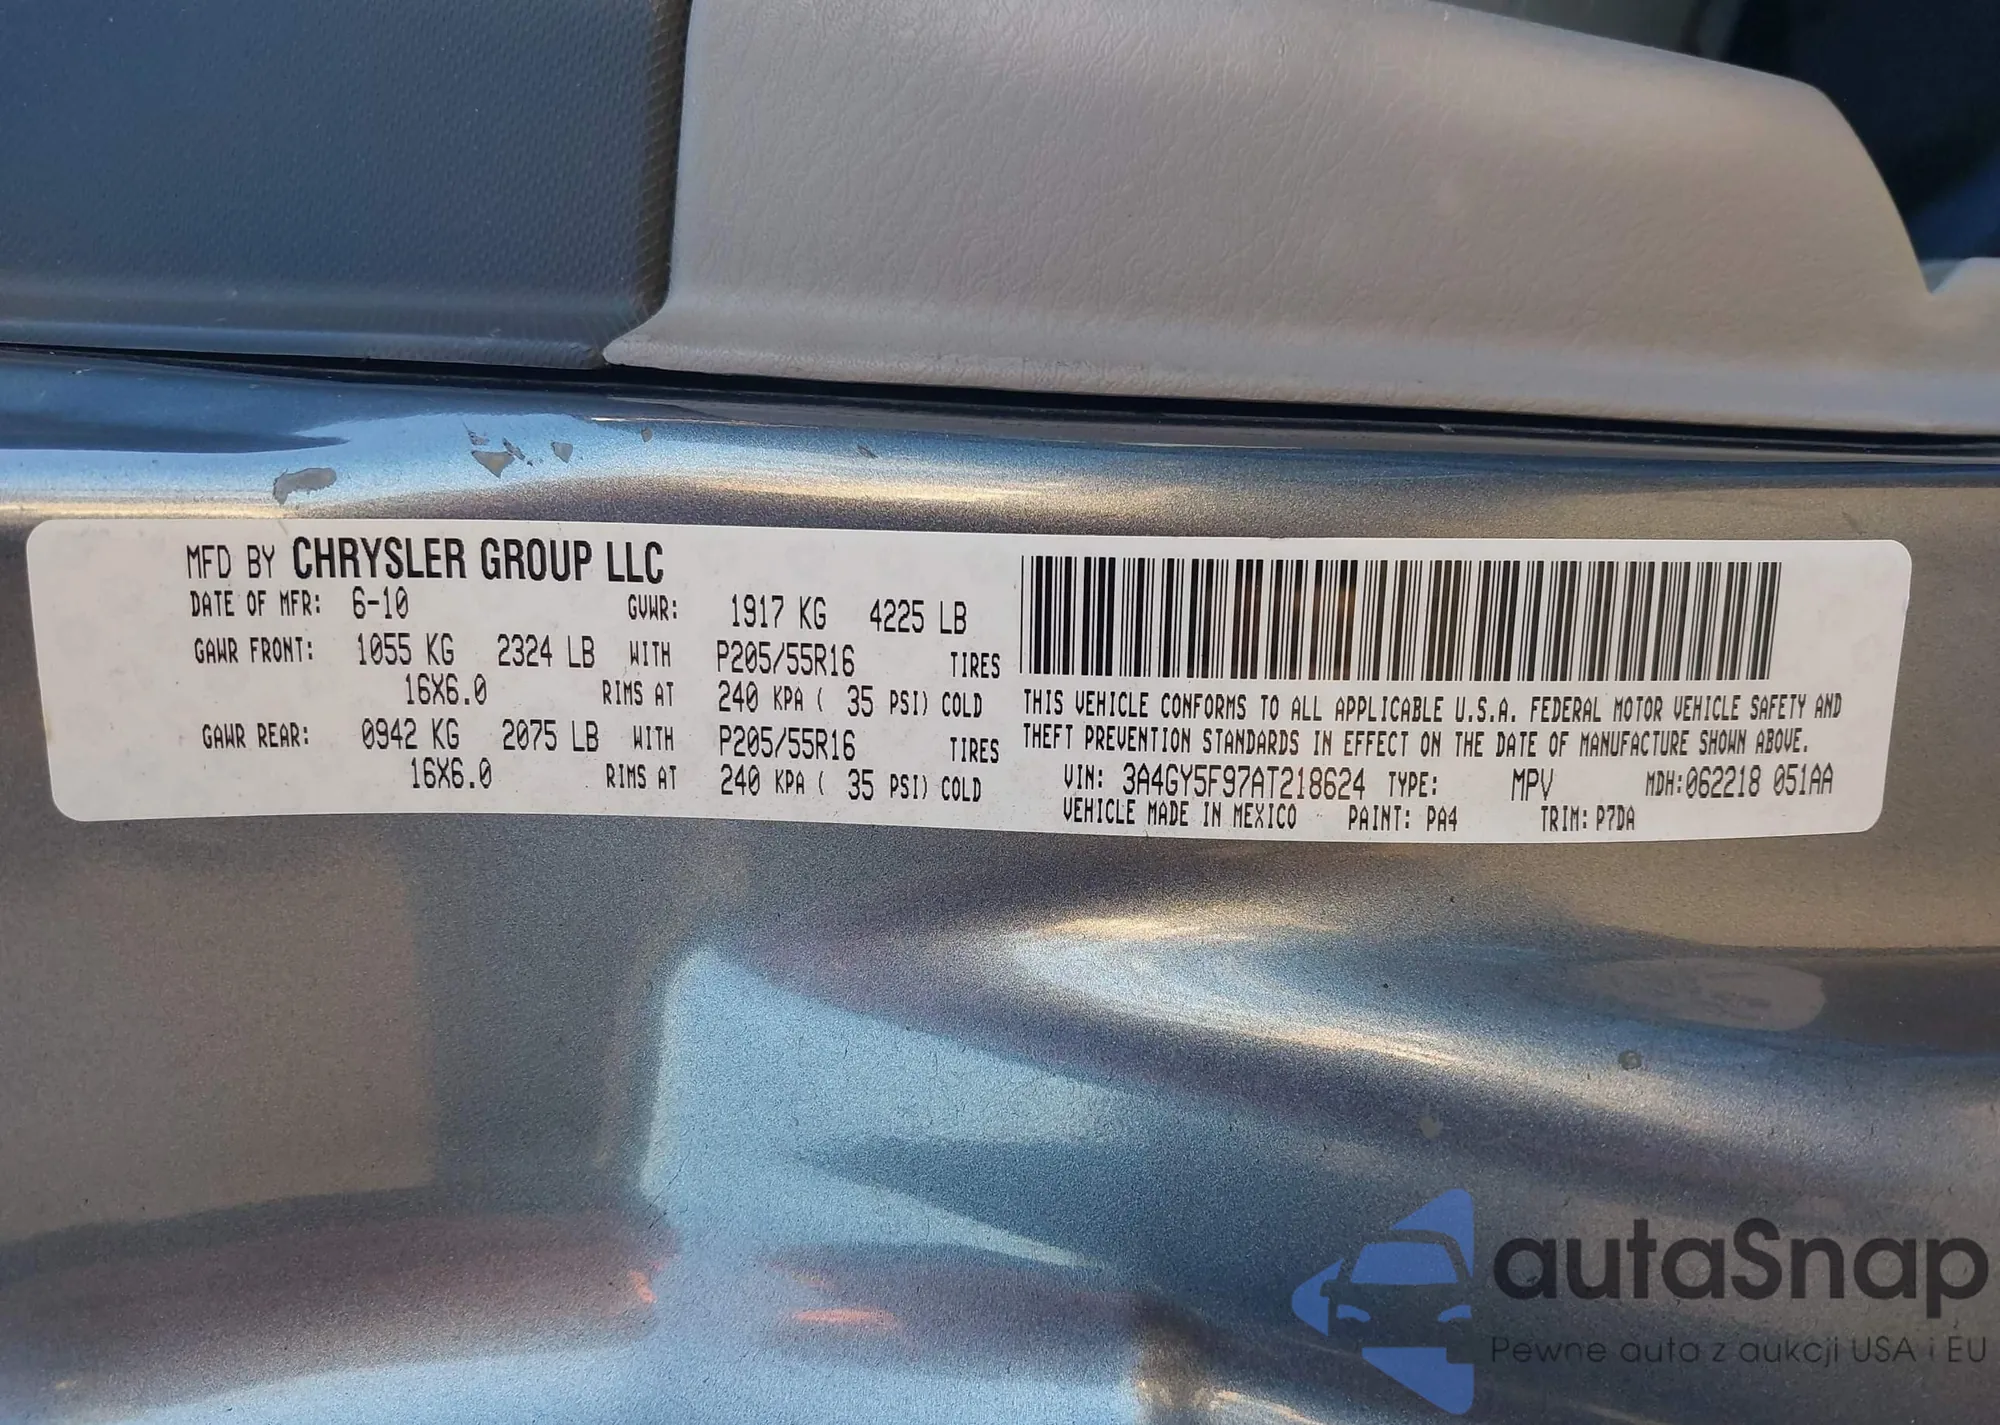 MFD BY CHRYSLER GROUP LLC
DATE OF MFR: 6-10 GVWR: 1917 KG 4225 LB
GAWR FRONT: 1055 KG 2324 LB WITH P205/55R16 TIRES
16X6.0 RIMS AT 240 KPA ( 35 PSI) COLD
GAWR REAR: 0942 KG 2075 LB WITH P205/55R16 TIRES
16X6.0 RIMS AT 240 KPA ( 35 PSI) COLD
THIS VEHICLE CONFORMS TO ALL APPLICABLE U.S.A. FEDERAL MOTOR VEHICLE SAFETY AND
THEFT PREVENTION STANDARDS IN EFFECT ON THE DATE OF MANUFACTURE SHOWN ABOVE.
VIN: 3A4GY5F97AT218624 TYPE: MPV MDH:062218 051AA
VEHICLE MADE IN MEXICO PAINT: PA4 TRIM: P7DA
autaSnap
Pewne auta z aukcji USA i EU